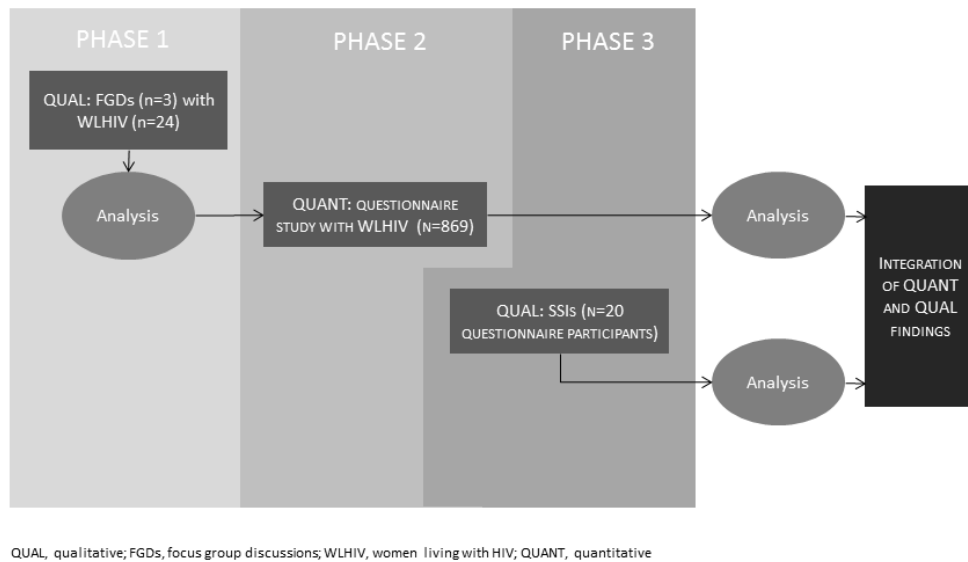 PHASE 1
PHASE 2
PHASE 3
QUAL: FGDs (n=3) with
WLHIV (n=24)
Analysis
QUANT: QUESTIONNAIRE
STUDY WITH WLHIV (N=869)
Analysis
INTEGRATION
OF QUANT
AND QUAL
FINDINGS
QUAL: SSIs (N=20
QUESTIONNAIRE PARTICIPANTS)
Analysis
QUAL, qualitative; FGDs, focus group discussions; WLHIV, women living with HIV; QUANT, quantitative